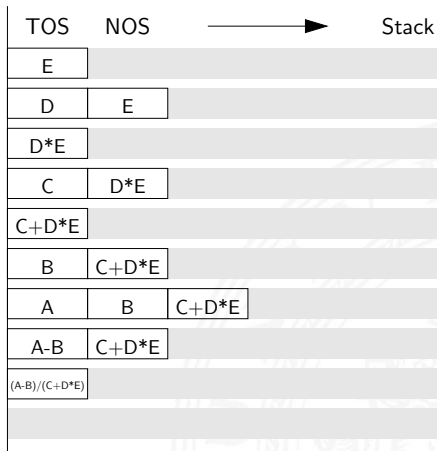 TOS NOS Stack
E
D E
D*E
C D*E
C+D*E
B C+D*E
A B C+D*E
A-B C+D*E
(A-B)/(C+D*E)